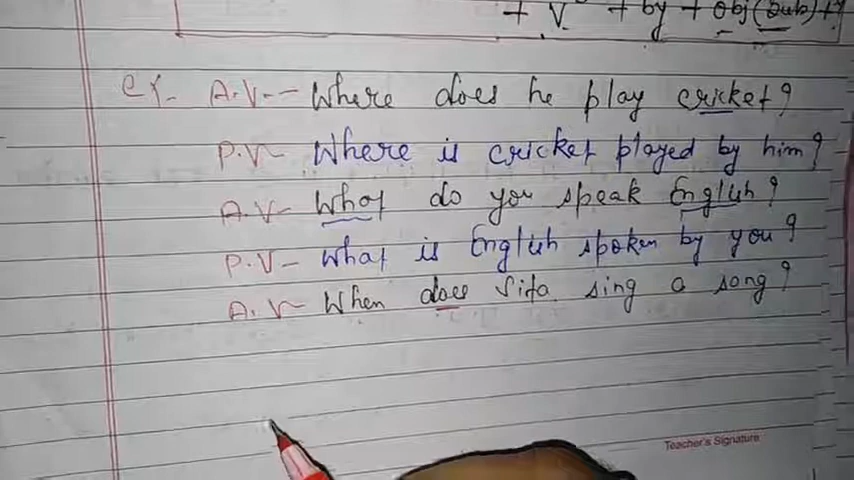 + V + by + obj(sub) + ?
ex. A.V.- Where does he play cricket?
P.V- Where is cricket played by him?
A.V- What do you speak English?
P.V- What is English spoken by you?
A.V- When does Sita sing a song?
Teacher's Signature